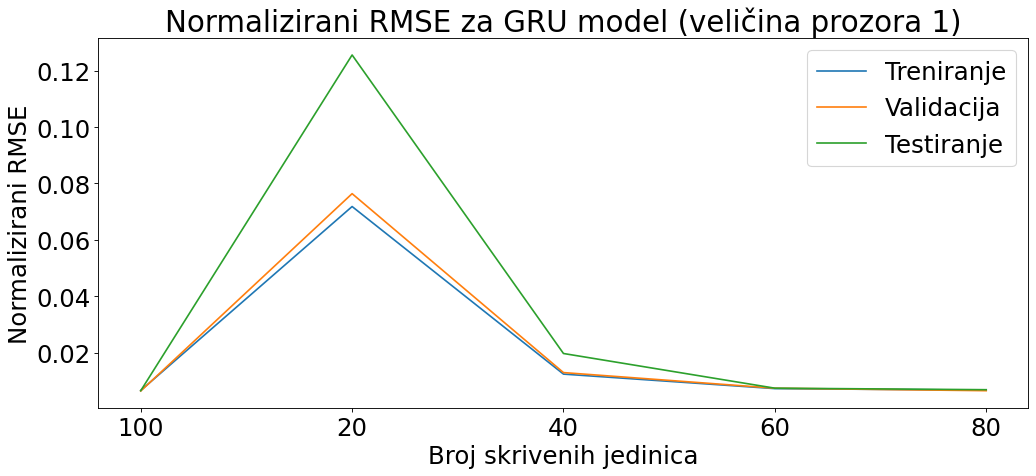 Normalizirani RMSE za GRU model (veličina prozora 1)
Normalizirani RMSE
0.12
0.10
0.08
0.06
0.04
0.02
Treniranje
Validacija
Testiranje
100 20 40 60 80
Broj skrivenih jedinica